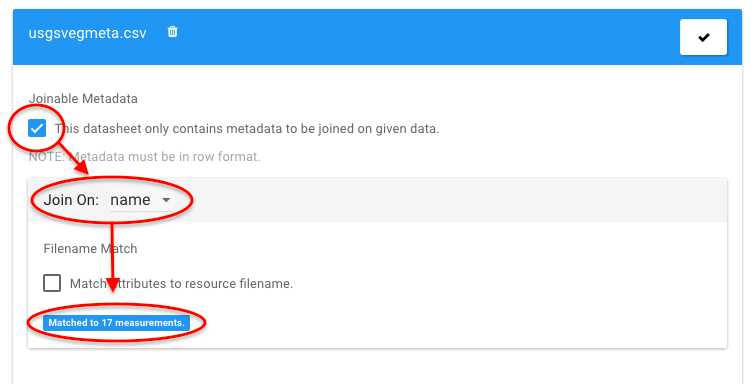 usgsvegmeta.csv
Joinable Metadata
This datasheet only contains metadata to be joined on given data.
NOTE: Metadata must be in row format.
Join On: name
Filename Match
Match attributes to resource filename.
Matched to 17 measurements.